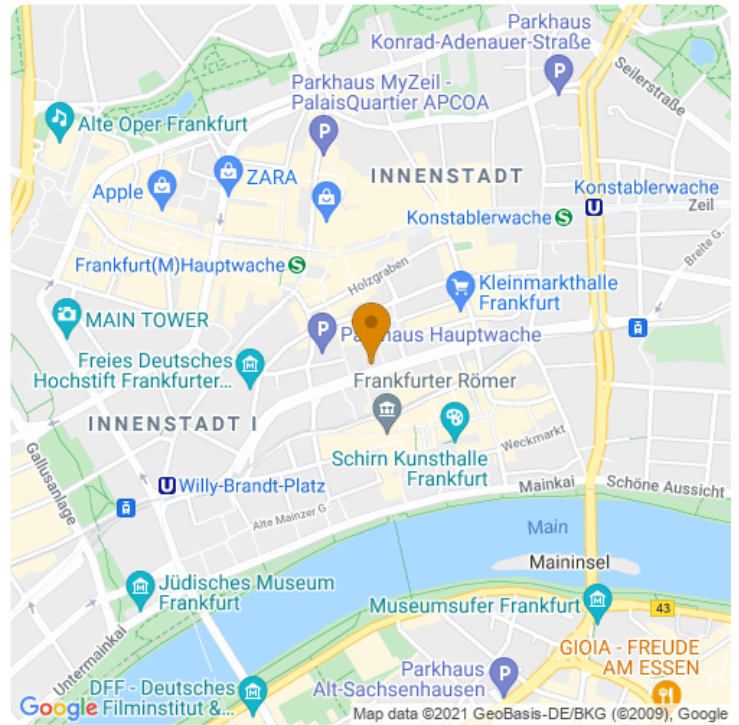 Parkhaus
Konrad-Adenauer-Straße
Seilerstraße
Parkhaus MyZeil -
PalaisQuartier APCOA
P
P
Alte Oper Frankfurt
ZARA
Apple
INNENSTADT
Konstablerwache
U
Zeil
Konstablerwache S
Breite G.
Frankfurt(M)Hauptwache S
Holzgraben
Kleinmarkthalle
Frankfurt
MAIN TOWER
P
Parkhaus Hauptwache
Freies Deutsches
Hochstift Frankfurter...
Frankfurter Römer
INNENSTADT I
Weckmarkt
Schirn Kunsthalle
Frankfurt
Gallusanlage
U Willy-Brandt-Platz
Mainkai
Schöne Aussicht
Alte Mainzer G
Main
Maininsel
Jüdisches Museum
Frankfurt
Museumsufer Frankfurt
43
Untermainkai
GIOIA - FREUDE
AM ESSEN
Parkhaus
Alt-Sachsenhausen
P
DFF - Deutsches
Filminstitut &...
Google
Map data ©2021 GeoBasis-DE/BKG (©2009), Google